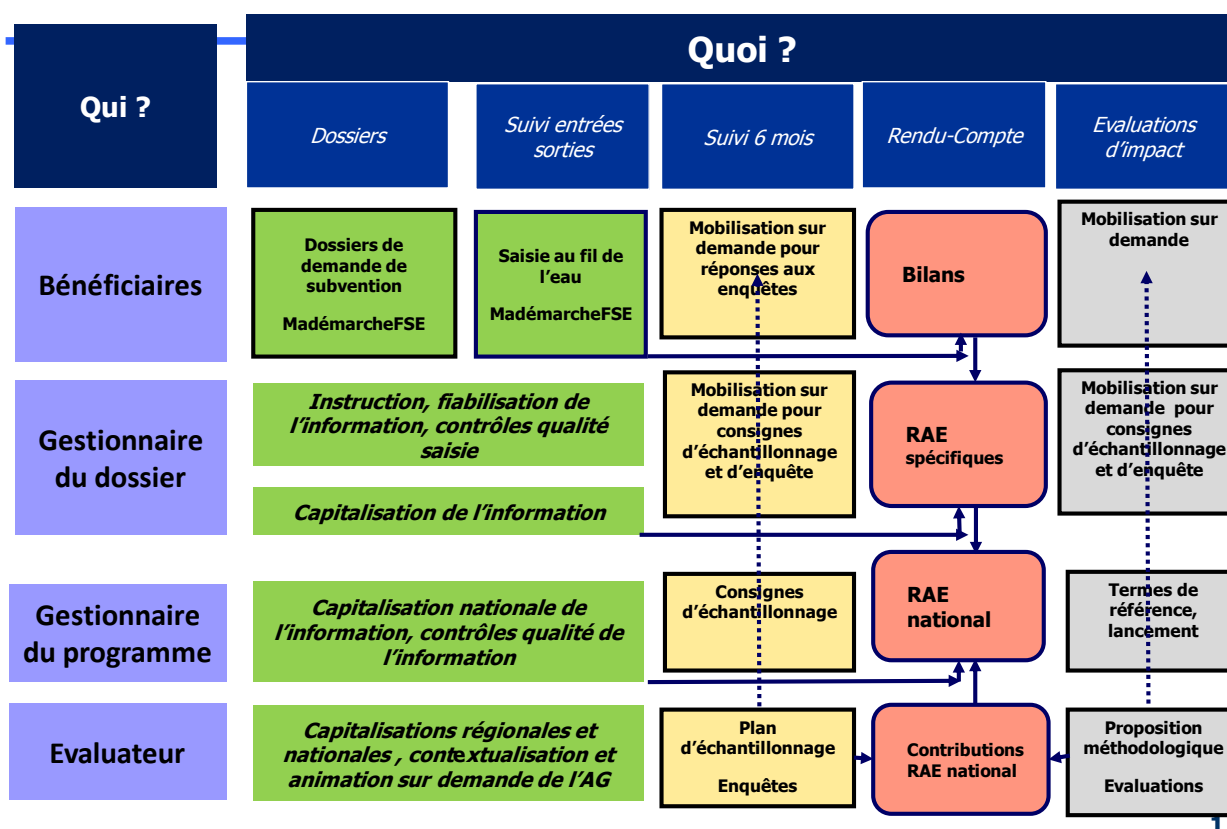 Qui ?
Quoi ?
Dossiers
Suivi entrées
sorties
Suivi 6 mois
Rendu-Compte
Evaluations
d'impact
Bénéficiaires
Dossiers de
demande de
subvention
MadémarcheFSE
Saisie au fil de
l'eau
MadémarcheFSE
Mobilisation sur
demande pour
réponses aux
enquêtes
Bilans
Mobilisation sur
demande
Gestionnaire
du dossier
Instruction, fiabilisation de
l'information, contrôles qualité
saisie
Capitalisation de l'information
Mobilisation sur
demande pour
consignes
d'échantillonnage
et d'enquête
RAE
spécifiques
Mobilisation sur
demande pour
consignes
d'échantillonnage
et d'enquête
Gestionnaire
du programme
Capitalisation nationale de
l'information, contrôles qualité de
l'information
Consignes
d'échantillonnage
RAE
national
Termes de
référence,
lancement
Evaluateur
Capitalisations régionales et
nationales , contextualisation et
animation sur demande de l'AG
Plan
d'échantillonnage
Enquêtes
Contributions
RAE national
Proposition
méthodologique
Evaluations